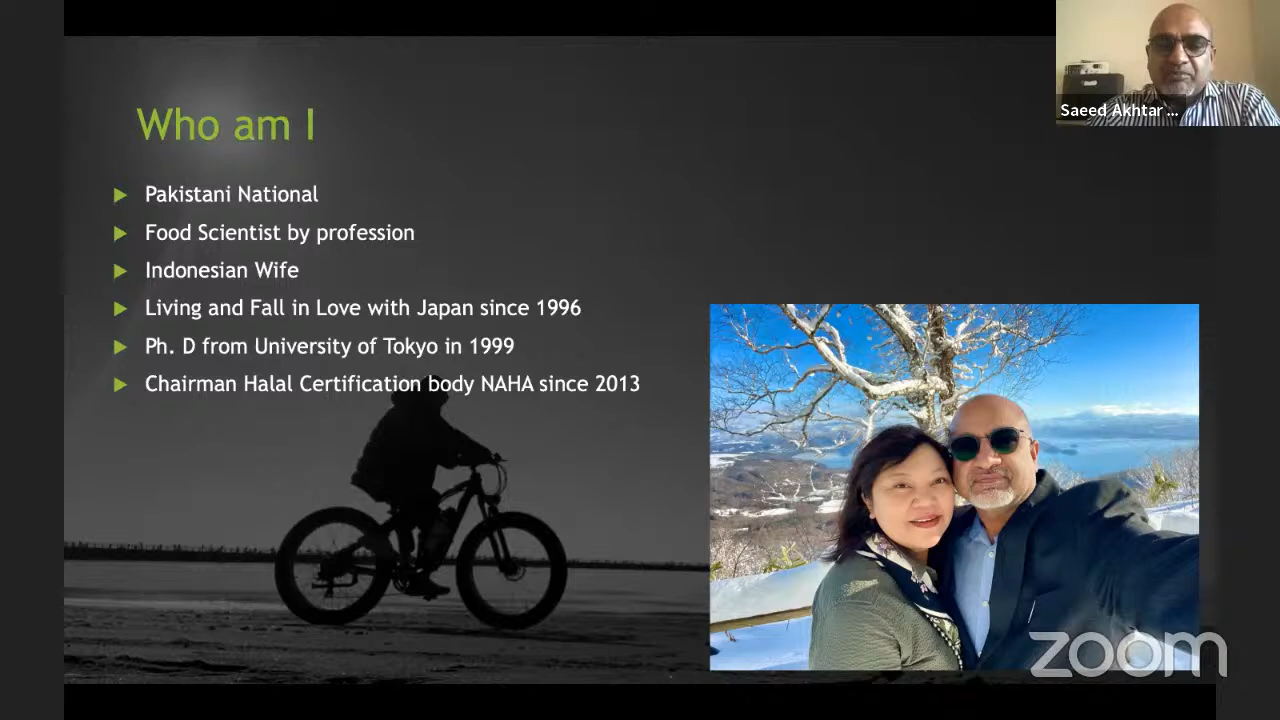 Who am I
Pakistani National
Food Scientist by profession
Indonesian Wife
Living and Fall in Love with Japan since 1996
Ph. D from University of Tokyo in 1999
Chairman Halal Certification body NAHA since 2013
Saeed Akhtar ...
zoom